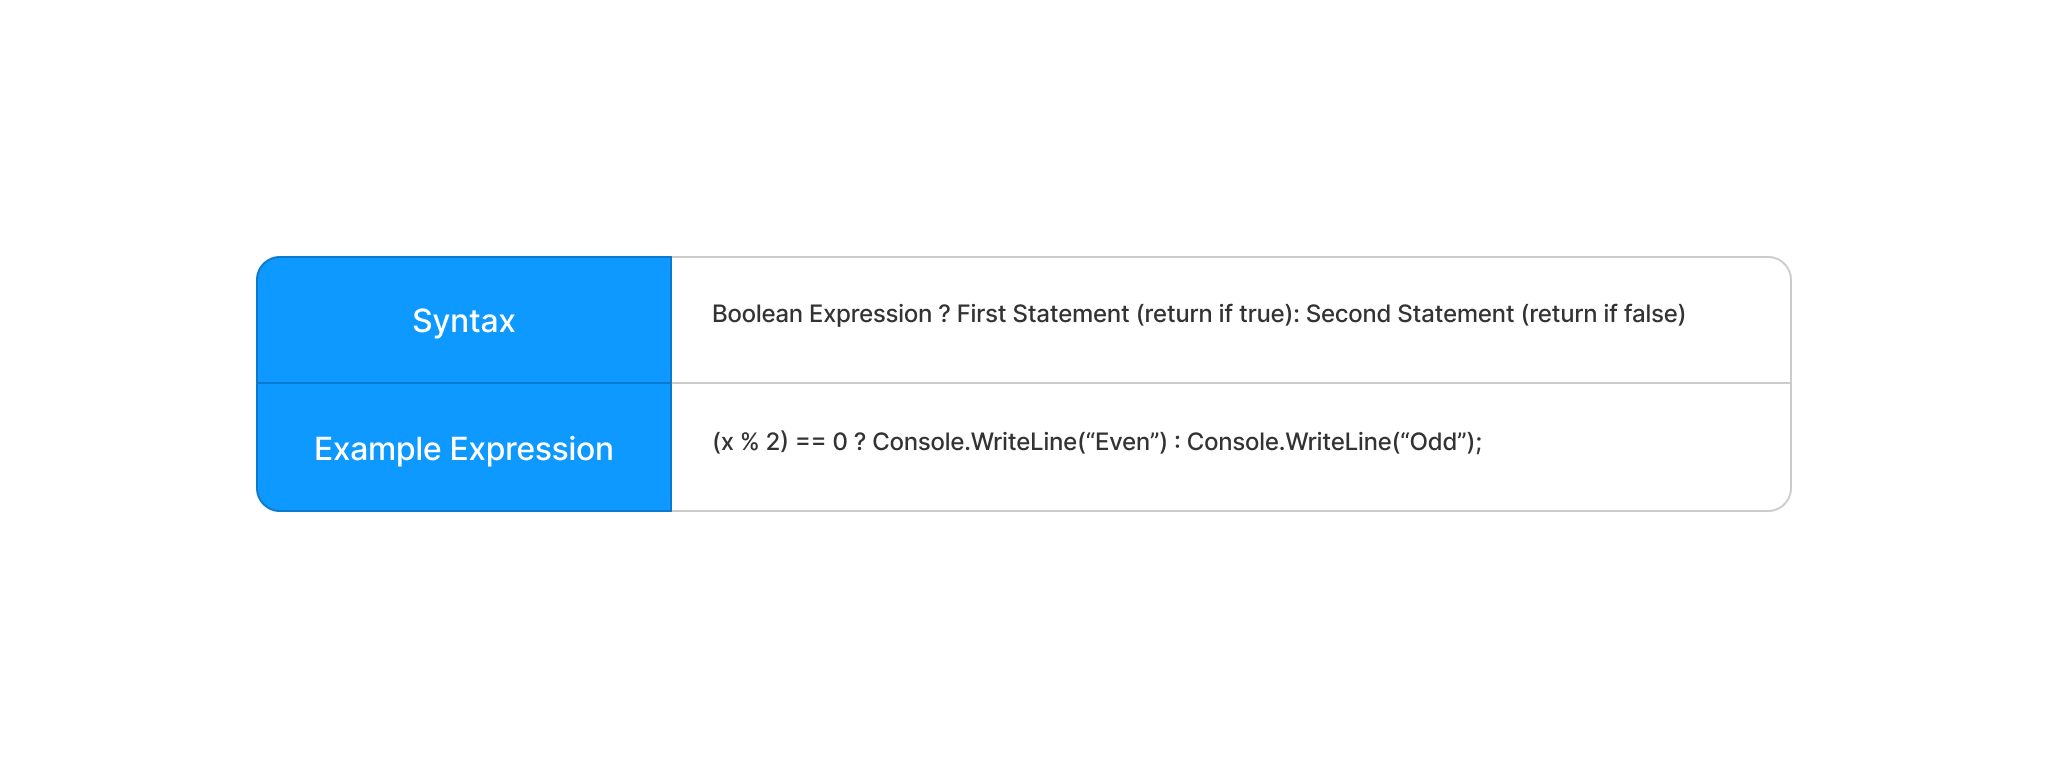 Syntax
Boolean Expression ? First Statement (return if true): Second Statement (return if false)
Example Expression
(x % 2) == 0 ? Console.WriteLine(“Even”) : Console.WriteLine(“Odd”);